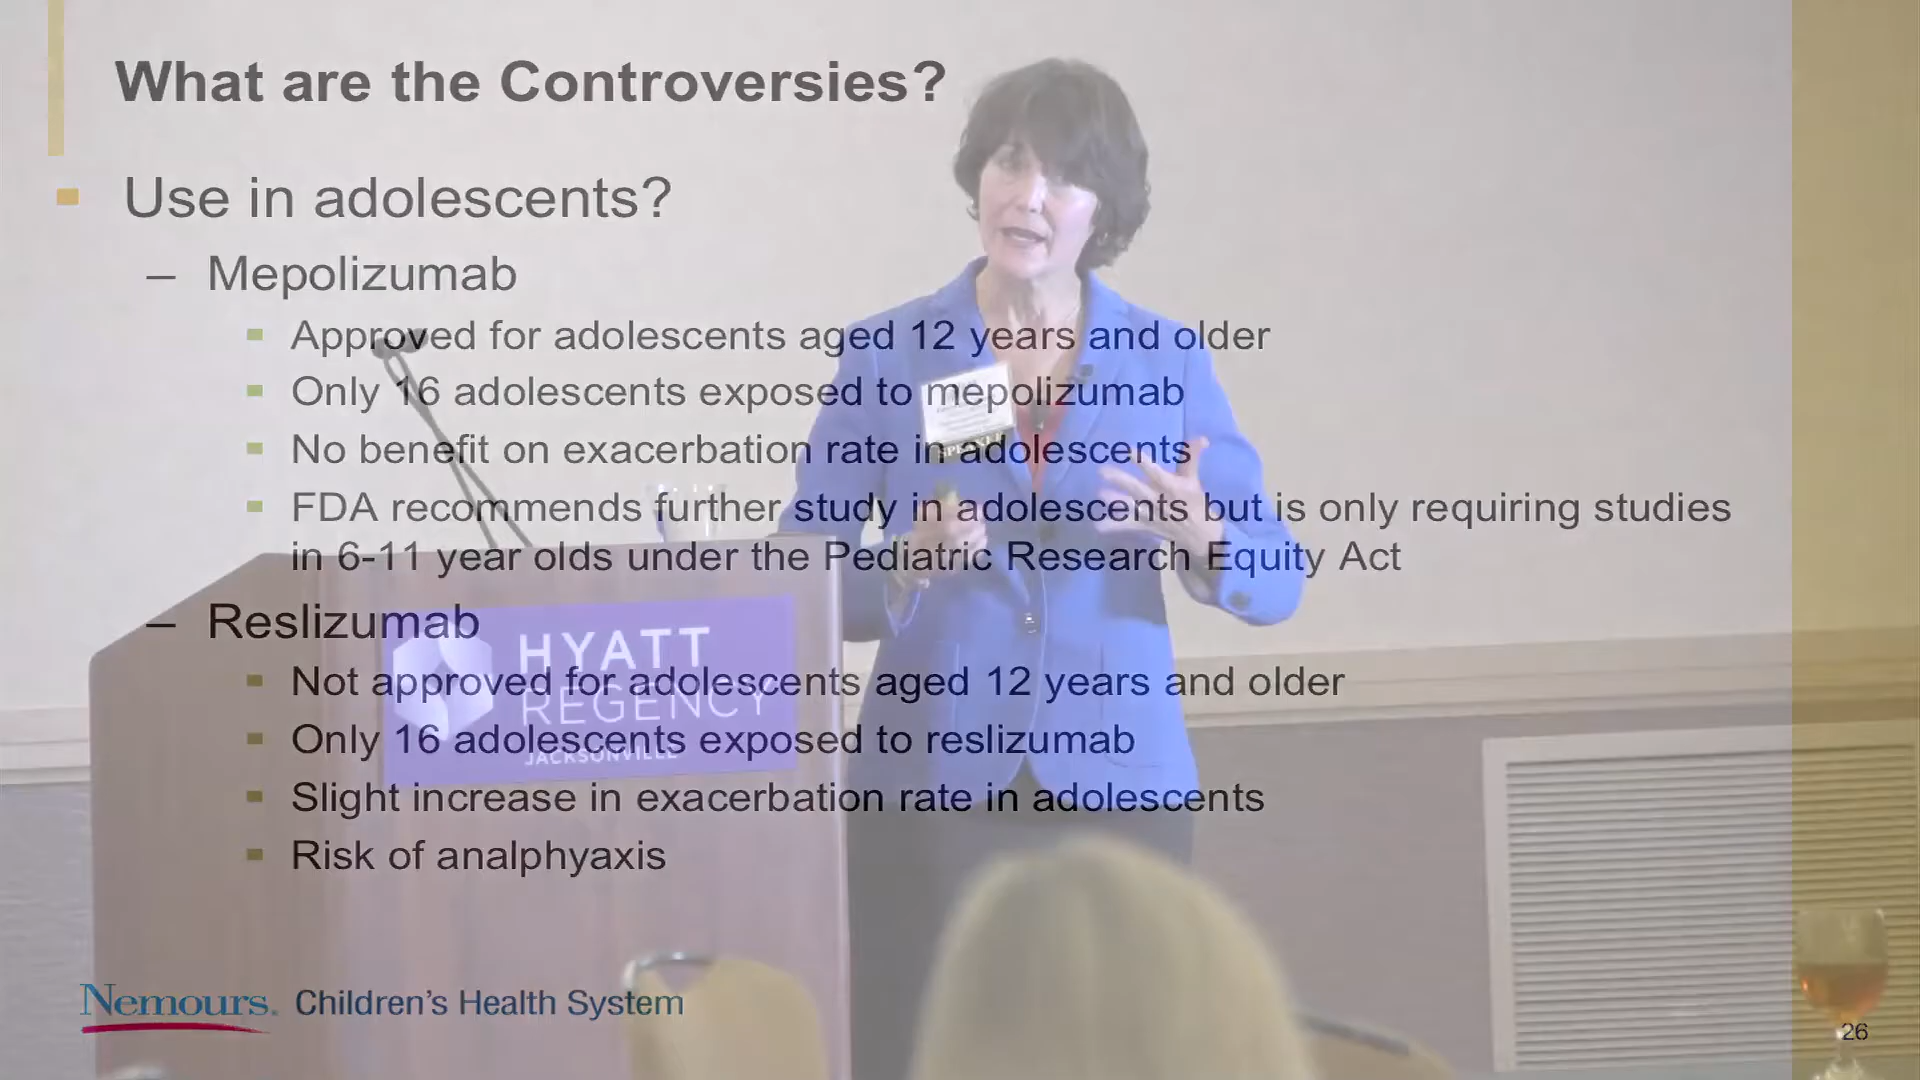 What are the Controversies?
Use in adolescents?
– Mepolizumab
Approved for adolescents aged 12 years and older
Only 16 adolescents exposed to mepolizumab
No benefit on exacerbation rate in adolescents
FDA recommends further study in adolescents but is only requiring studies
in 6-11 year olds under the Pediatric Research Equity Act
– Reslizumab
Not approved for adolescents aged 12 years and older
Only 16 adolescents exposed to reslizumab
Slight increase in exacerbation rate in adolescents
Risk of analphyaxis
SPEAKER
HYATT
REGENCY
JACKSONVILLE
Nemours. Children's Health System
26